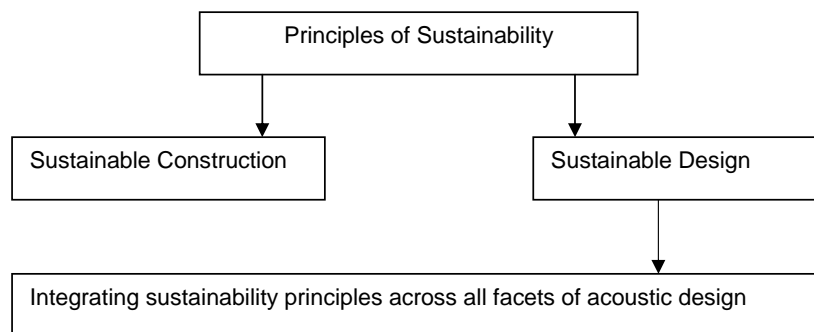 Principles of Sustainability
Sustainable Construction
Sustainable Design
Integrating sustainability principles across all facets of acoustic design